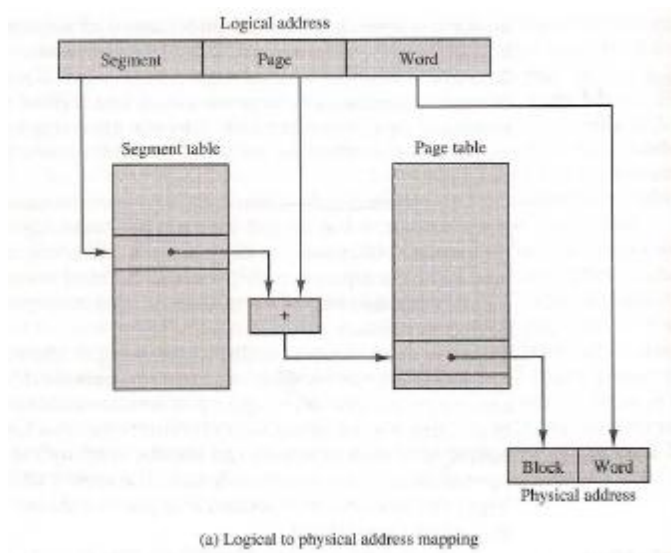 Logical address
Segment Page Word
Segment table Page table
+
Block Word
Physical address
(a) Logical to physical address mapping